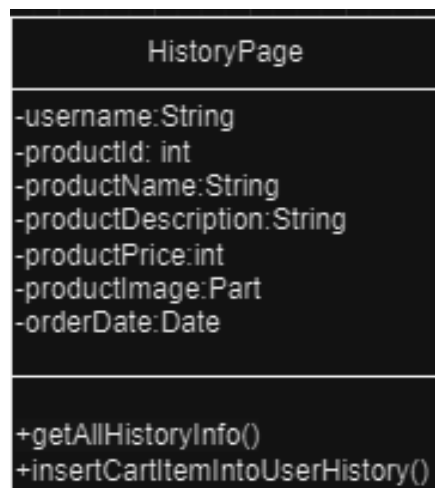 HistoryPage
-username:String
-productId: int
-productName:String
-productDescription:String
-productPrice:int
-productImage:Part
-orderDate:Date
+getAllHistoryInfo()
+insertCartItemIntoUserHistory()